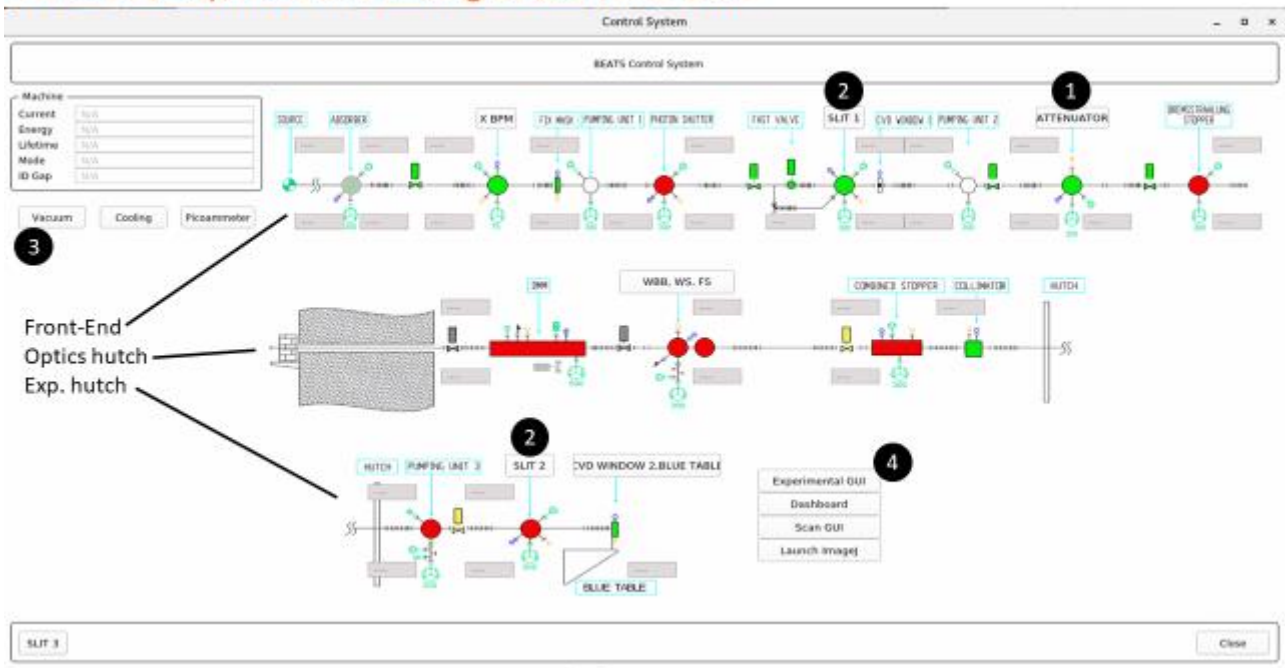 Control System
BEATS Control System
Machine
Current N/A
Energy N/A
Lifetime N/A
Mode N/A
ID Gap N/A
Vacuum Cooling Picoammeter
3
2
1
SOURCE ABSORBER X BPM FIX MASK PUMPING UNIT 1 PHOTON SHUTTER FAST VALVE SLIT 1 CVD WINDOW 1 PUMPING UNIT 2 ATTENUATOR BREMSSTRAHLUNG
STOPPER
Front-End
Optics hutch
Exp. hutch
DMM WBB, WS, FS COMBINED STOPPER COLLIMATOR HUTCH
2
HUTCH PUMPING UNIT 3 SLIT 2 CVD WINDOW 2,BLUE TABLE
BLUE TABLE
4
Experimental GUI
Dashboard
Scan GUI
Launch ImageJ
SLIT 3 Close